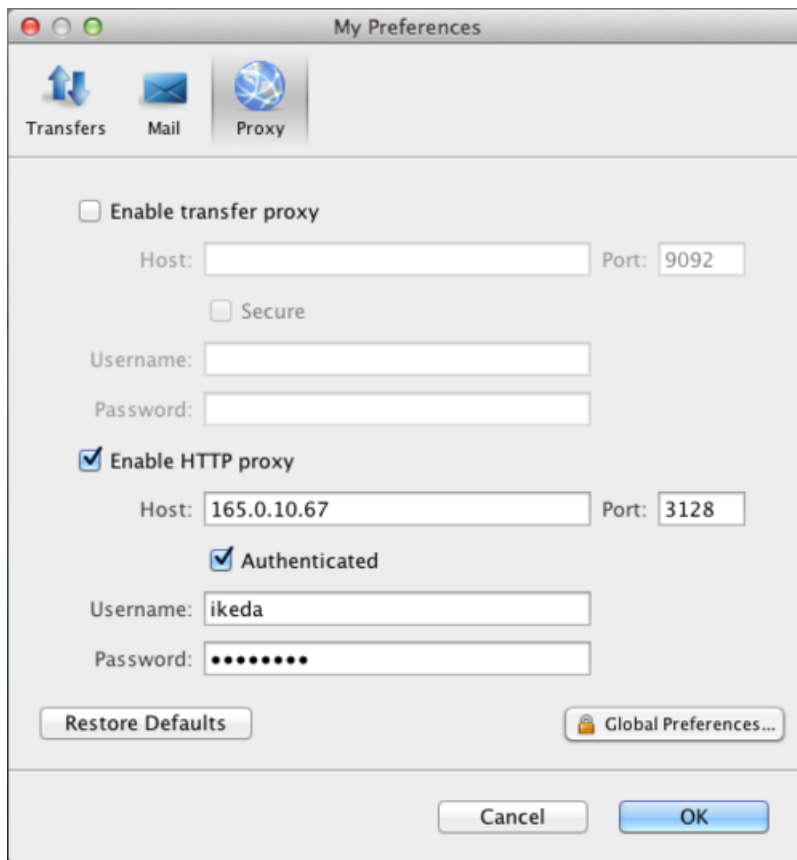 My Preferences
Transfers Mail Proxy
Enable transfer proxy
Host: Port: 9092
Secure
Username:
Password:
Enable HTTP proxy
Host: 165.0.10.67 Port: 3128
Authenticated
Username: ikeda
Password: ••••••••
Restore Defaults Global Preferences...
Cancel OK